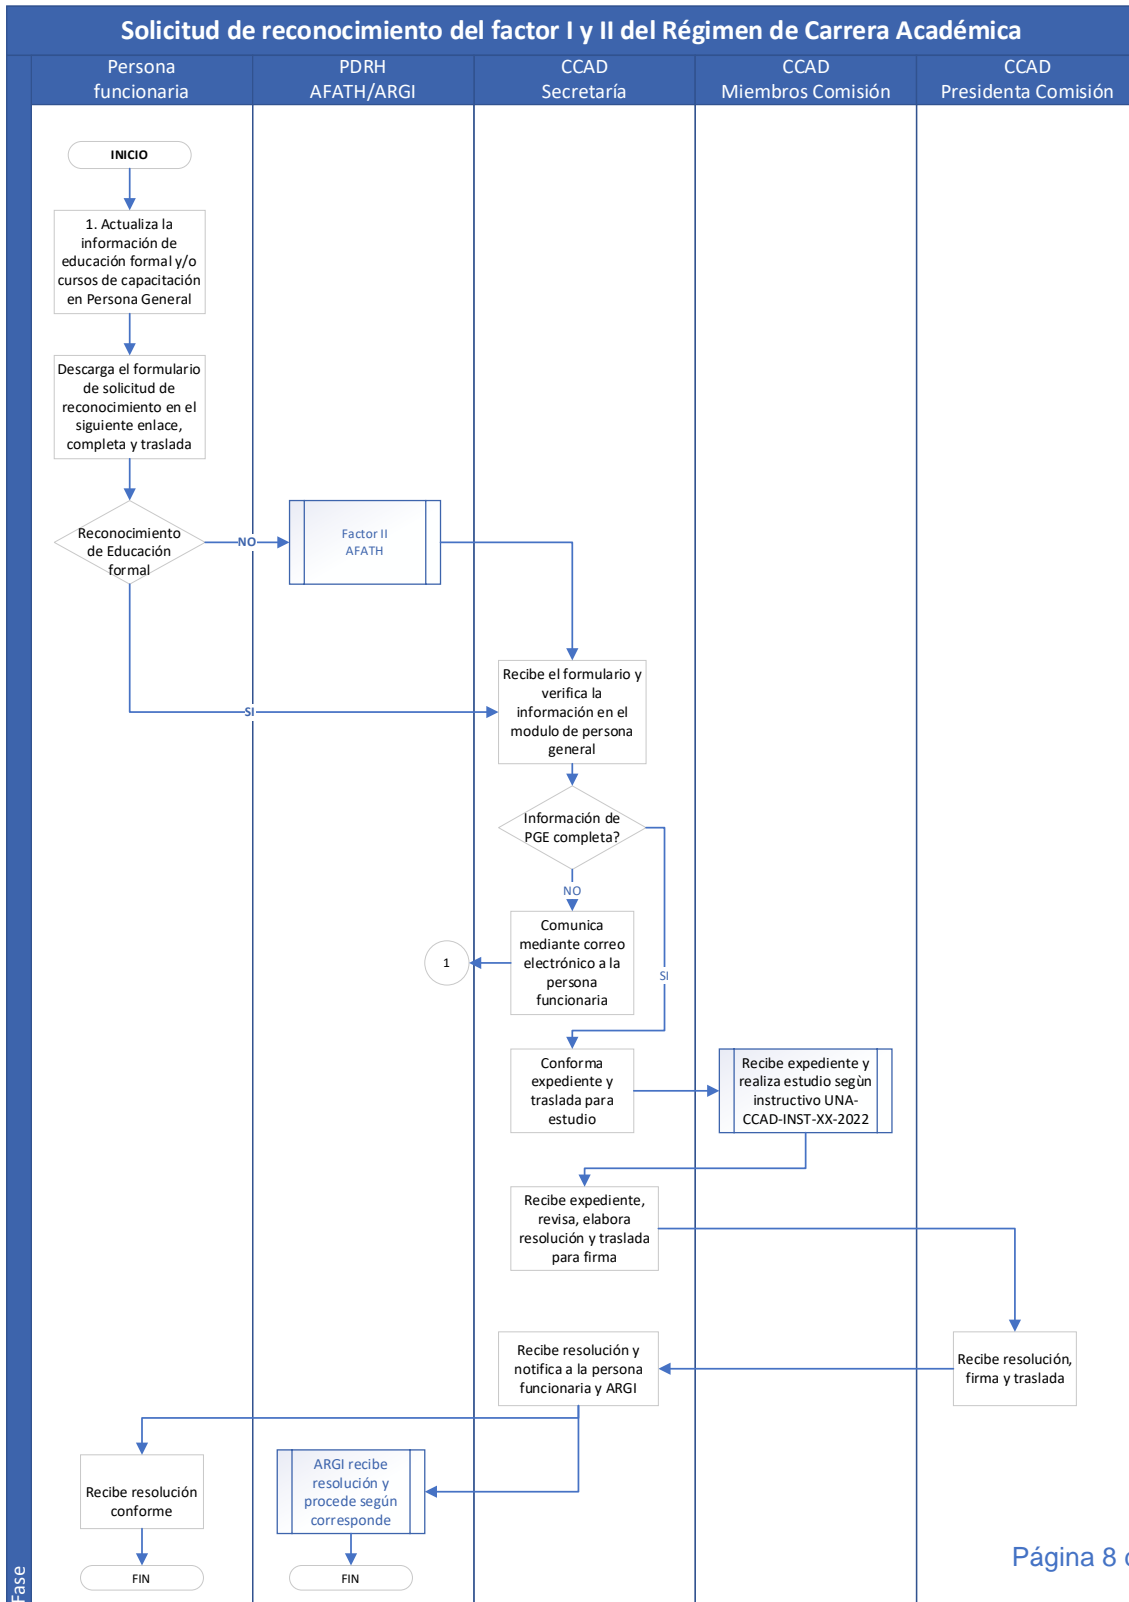 Solicitud de reconocimiento del factor I y II del Régimen de Carrera Académica
Persona
funcionaria
PDRH
AFATH/ARGI
CCAD
Secretaría
CCAD
Miembros Comisión
CCAD
Presidenta Comisión
INICIO
1. Actualiza la
información de
educación formal y/o
cursos de capacitación
en Persona General
Descarga el formulario
de solicitud de
reconocimiento en el
siguiente enlace,
completa y traslada
Reconocimiento
de Educación
formal
NO
Factor II
AFATH
SI
Recibe el formulario y
verifica la
información en el
modulo de persona
general
Información de
PGE completa?
NO
SI
Comunica
mediante correo
electrónico a la
persona
funcionaria
1
Conforma
expediente y
traslada para
estudio
Recibe expediente y
realiza estudio segùn
instructivo UNA-
CCAD-INST-XX-2022
Recibe expediente,
revisa, elabora
resolución y traslada
para firma
Recibe resolución,
firma y traslada
Recibe resolución y
notifica a la persona
funcionaria y ARGI
Recibe resolución
conforme
ARGI recibe
resolución y
procede según
corresponde
FIN
FIN
Fase
Página 8